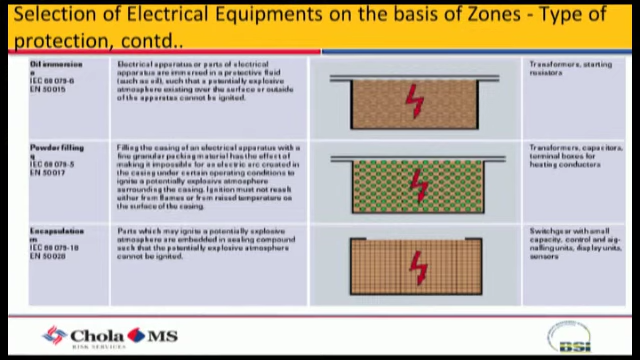 Selection of Electrical Equipments on the basis of Zones - Type of
protection, contd..
Oil immersion
o
IEC 60 079-6
EN 50 015
Electrical apparatus or parts of electrical
apparatus are immersed in a protective fluid
(such as oil), such that a potentially explosive
atmosphere existing over the surface or outside
of the apparatus cannot be ignited.
Transformers, starting
resistors
Powder filling
q
IEC 60 079-5
EN 50 017
Filling the casing of an electrical apparatus with a
fine granular packing material has the effect of
making it impossible for an electric arc created in
the casing under certain operating conditions to
ignite a potentially explosive atmosphere
surrounding the casing. Ignition must not result
either from flames or from raised temperature on
the surface of the casing.
Transformers, capacitors,
terminal boxes for
heating conductors
Encapsulation
m
IEC 60 079-18
EN 50 028
Parts which may ignite a potentially explosive
atmosphere are embedded in sealing compound
such that the potentially explosive atmosphere
cannot be ignited.
Switchgear with small
capacity, control and sig-
nalling units, display units,
sensors
Chola MS
RISK SERVICES
DSI